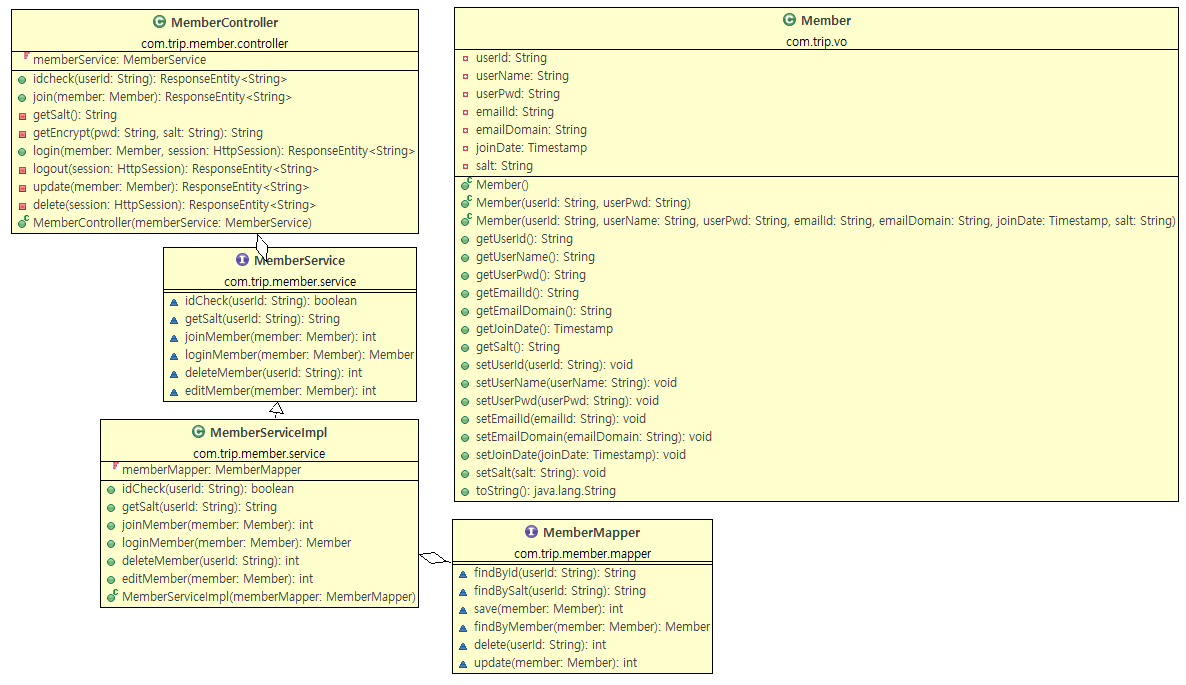 MemberController
com.trip.member.controller
memberService: MemberService
idcheck(userId: String): ResponseEntity<String>
join(member: Member): ResponseEntity<String>
getSalt(): String
getEncrypt(pwd: String, salt: String): String
login(member: Member, session: HttpSession): ResponseEntity<String>
logout(session: HttpSession): ResponseEntity<String>
update(member: Member): ResponseEntity<String>
delete(session: HttpSession): ResponseEntity<String>
MemberController(memberService: MemberService)
MemberService
com.trip.member.service
idCheck(userId: String): boolean
getSalt(userId: String): String
joinMember(member: Member): int
loginMember(member: Member): Member
deleteMember(userId: String): int
editMember(member: Member): int
MemberServiceImpl
com.trip.member.service
memberMapper: MemberMapper
idCheck(userId: String): boolean
getSalt(userId: String): String
joinMember(member: Member): int
loginMember(member: Member): Member
deleteMember(userId: String): int
editMember(member: Member): int
MemberServiceImpl(memberMapper: MemberMapper)
Member
com.trip.vo
userId: String
userName: String
userPwd: String
emailId: String
emailDomain: String
joinDate: Timestamp
salt: String
Member()
Member(userId: String, userPwd: String)
Member(userId: String, userName: String, userPwd: String, emailId: String, emailDomain: String, joinDate: Timestamp, salt: String)
getUserId(): String
getUserName(): String
getUserPwd(): String
getEmailId(): String
getEmailDomain(): String
getJoinDate(): Timestamp
getSalt(): String
setUserId(userId: String): void
setUserName(userName: String): void
setUserPwd(userPwd: String): void
setEmailId(emailId: String): void
setEmailDomain(emailDomain: String): void
setJoinDate(joinDate: Timestamp): void
setSalt(salt: String): void
toString(): java.lang.String
MemberMapper
com.trip.member.mapper
findById(userId: String): String
findBySalt(userId: String): String
save(member: Member): int
findByMember(member: Member): Member
delete(userId: String): int
update(member: Member): int